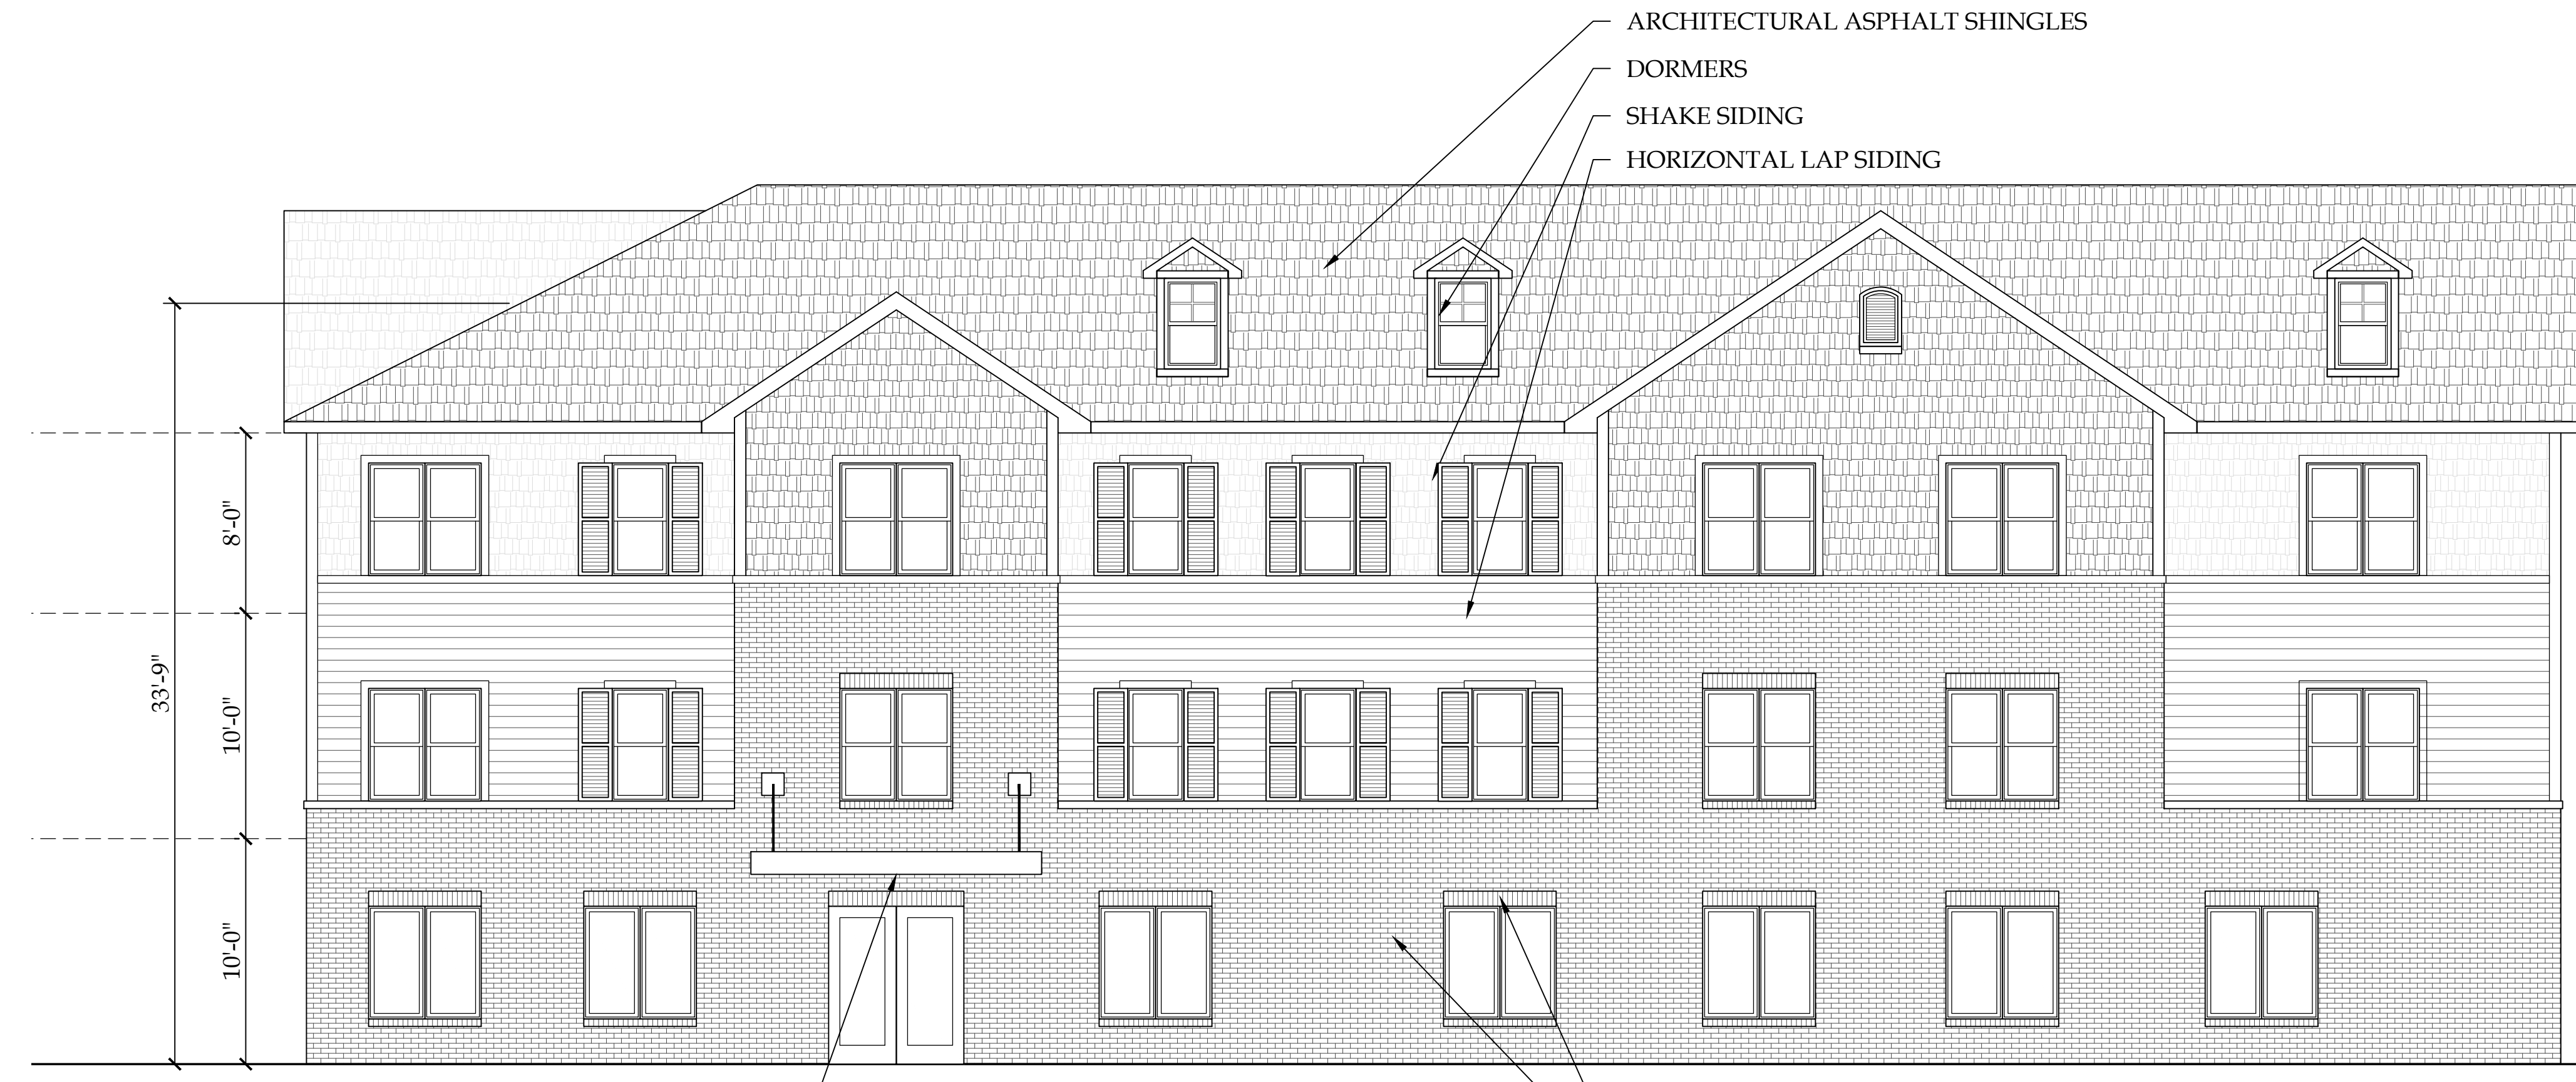 ARCHITECTURAL ASPHALT SHINGLES
DORMERS
SHAKE SIDING
HORIZONTAL LAP SIDING
8'-0"
33'-9"
10'-0"
10'-0"